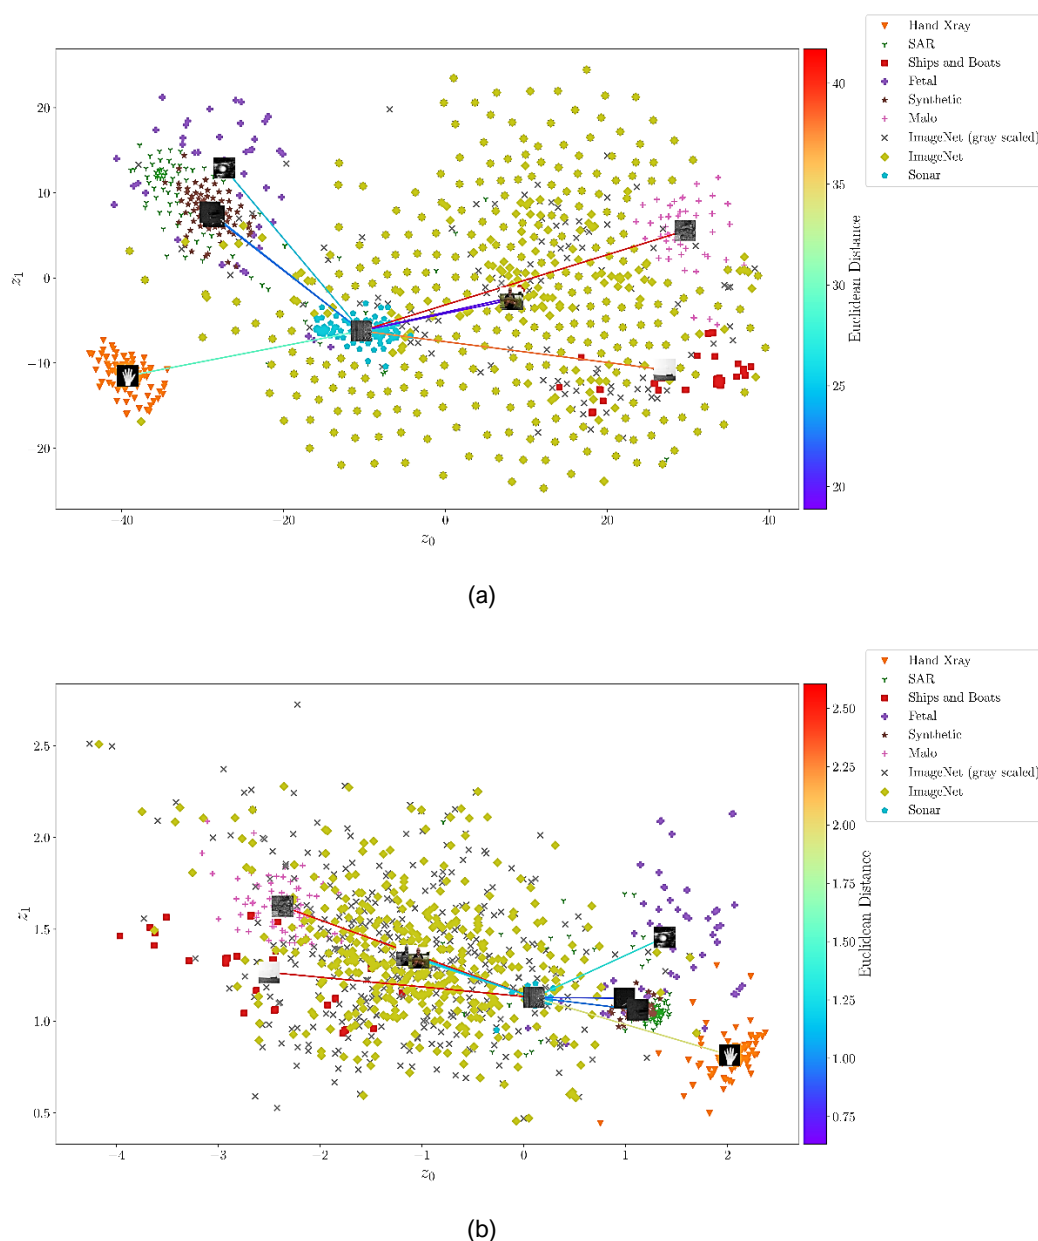 Hand Xray
SAR
Ships and Boats
Fetal
Synthetic
Malo
ImageNet (gray scaled)
ImageNet
Sonar
20
10
0
−10
−20
z1
−40
−20
0
20
40
z0
40
35
30
25
20
Euclidean Distance
(a)
Hand Xray
SAR
Ships and Boats
Fetal
Synthetic
Malo
ImageNet (gray scaled)
ImageNet
Sonar
2.5
2.0
1.5
1.0
0.5
z1
−4
−3
−2
−1
0
1
2
z0
2.50
2.25
2.00
1.75
1.50
1.25
1.00
0.75
Euclidean Distance
(b)